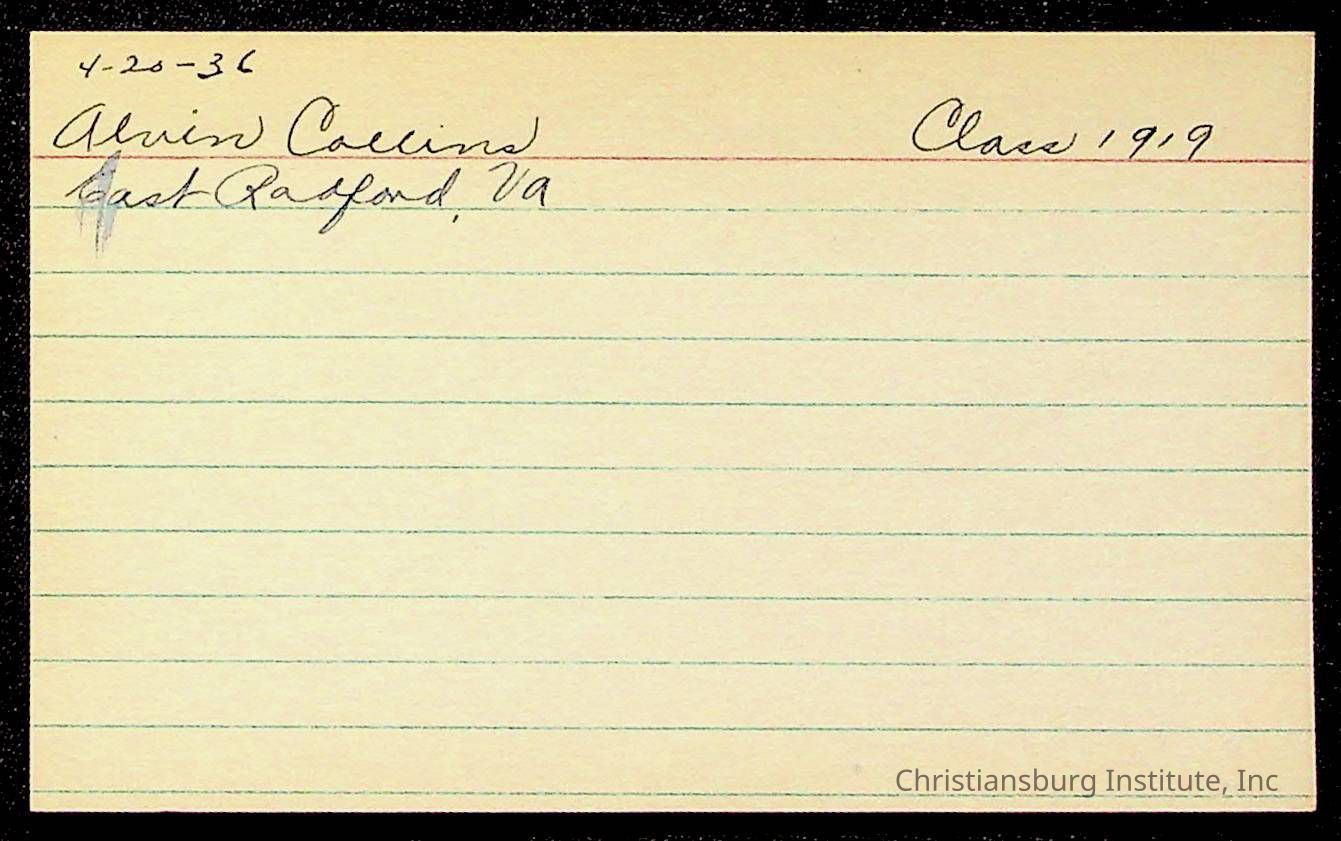 4-20-36
Alvin Collins Class 1919
East Radford, Va
Christiansburg Institute, Inc